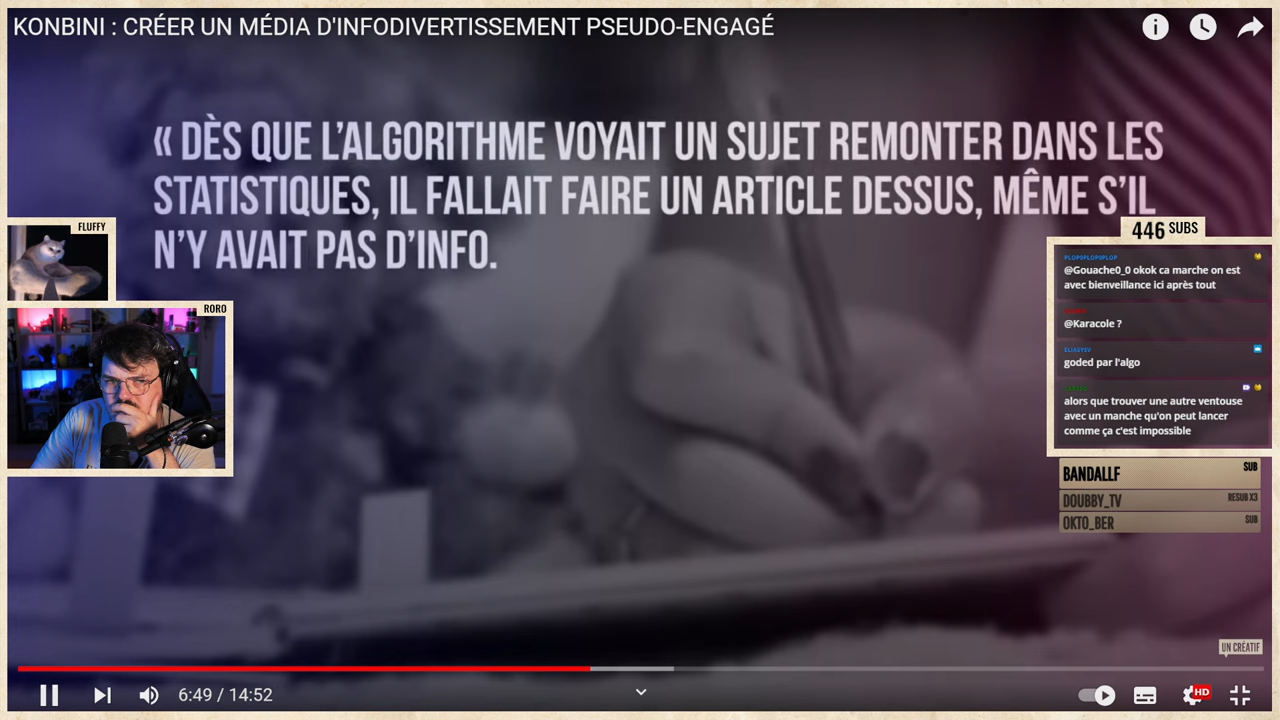 KONBINI : CRÉER UN MÉDIA D'INFODIVERTISSEMENT PSEUDO-ENGAGÉ
« DÈS QUE L'ALGORITHME VOYAIT UN SUJET REMONTER DANS LES
STATISTIQUES, IL FALLAIT FAIRE UN ARTICLE DESSUS, MÊME S'IL
N'Y AVAIT PAS D'INFO.
FLUFFY
RORO
446 SUBS
PLOPSPLOPSPLOP
@Gouache0_0 okok ca marche on est
avec bienveillance ici après tout
@Karacole ?
goded par l'algo
alors que trouver une autre ventouse
avec un manche qu'on peut lancer
comme ça c'est impossible
BANDALLF SUB
DOUBBY_TV RESUB X3
OKTO_BER SUB
UN CRÉATIF
6:49 / 14:52
HD